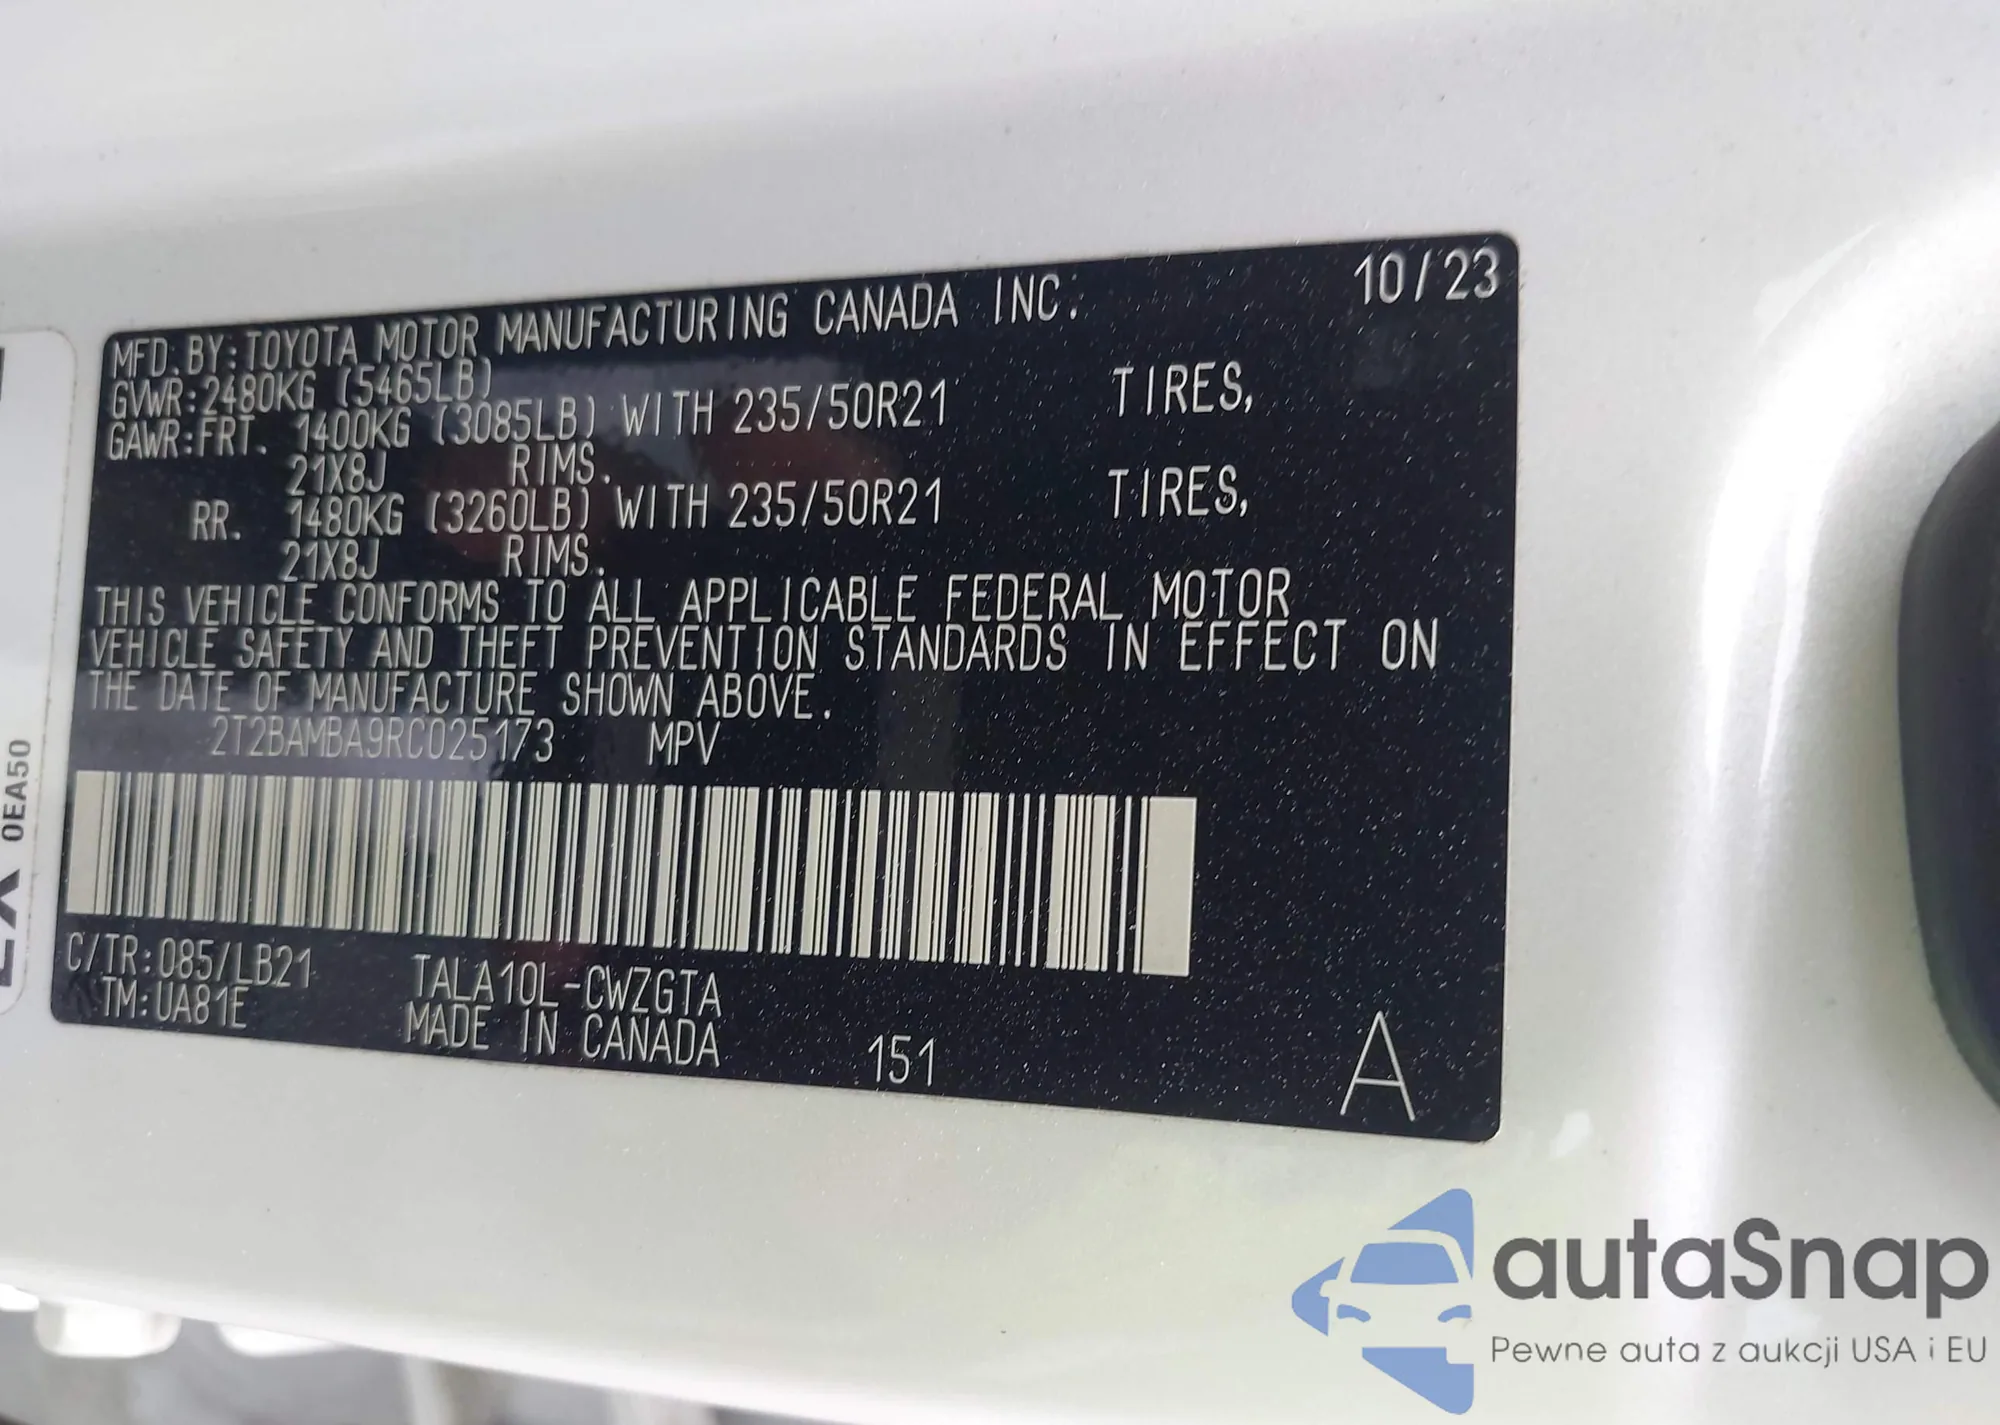 MFD. BY: TOYOTA MOTOR MANUFACTURING CANADA INC. 10/23
GVWR: 2480KG (5465LB)
GAWR: FRT. 1400KG (3085LB) WITH 235/50R21 TIRES,
21X8J RIMS.
RR. 1480KG (3260LB) WITH 235/50R21 TIRES,
21X8J RIMS.
THIS VEHICLE CONFORMS TO ALL APPLICABLE FEDERAL MOTOR
VEHICLE SAFETY AND THEFT PREVENTION STANDARDS IN EFFECT ON
THE DATE OF MANUFACTURE SHOWN ABOVE.
2T2BAMBA9RC025173 MPV
C/TR: 085/LB21 TALA10L-CWZGTA
TM: UA81E MADE IN CANADA 151 A
0EA50
autaSnap
Pewne auta z aukcji USA i EU